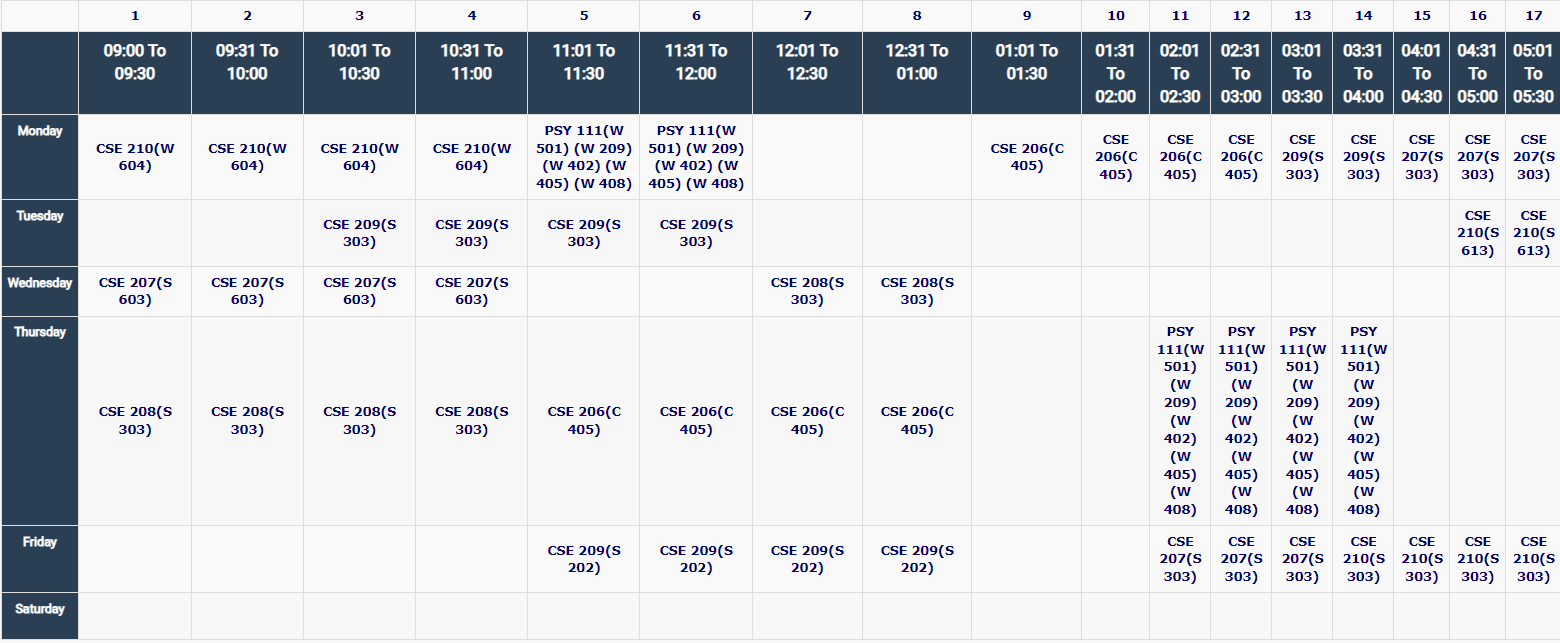 1
2
3
4
5
6
7
8
9
10
11
12
13
14
15
16
17
09:00 To
09:30
09:31 To
10:00
10:01 To
10:30
10:31 To
11:00
11:01 To
11:30
11:31 To
12:00
12:01 To
12:30
12:31 To
01:00
01:01 To
01:30
01:31
To
02:00
02:01
To
02:30
02:31
To
03:00
03:01
To
03:30
03:31
To
04:00
04:01
To
04:30
04:31
To
05:00
05:01
To
05:30
Monday
CSE 210(W
604)
CSE 210(W
604)
CSE 210(W
604)
CSE 210(W
604)
PSY 111(W
501) (W 209)
(W 402) (W
405) (W 408)
PSY 111(W
501) (W 209)
(W 402) (W
405) (W 408)
CSE 206(C
405)
CSE
206(C
405)
CSE
206(C
405)
CSE
206(C
405)
CSE
209(S
303)
CSE
209(S
303)
CSE
207(S
303)
CSE
207(S
303)
CSE
207(S
303)
Tuesday
CSE 209(S
303)
CSE 209(S
303)
CSE 209(S
303)
CSE 209(S
303)
CSE
210(S
613)
CSE
210(S
613)
Wednesday
CSE 207(S
603)
CSE 207(S
603)
CSE 207(S
603)
CSE 207(S
603)
CSE 208(S
303)
CSE 208(S
303)
Thursday
CSE 208(S
303)
CSE 208(S
303)
CSE 208(S
303)
CSE 208(S
303)
CSE 206(C
405)
CSE 206(C
405)
CSE 206(C
405)
CSE 206(C
405)
PSY
111(W
501)
(W
209)
(W
402)
(W
405)
(W
408)
PSY
111(W
501)
(W
209)
(W
402)
(W
405)
(W
408)
PSY
111(W
501)
(W
209)
(W
402)
(W
405)
(W
408)
PSY
111(W
501)
(W
209)
(W
402)
(W
405)
(W
408)
Friday
CSE 209(S
202)
CSE 209(S
202)
CSE 209(S
202)
CSE 209(S
202)
CSE
207(S
303)
CSE
207(S
303)
CSE
207(S
303)
CSE
210(S
303)
CSE
210(S
303)
CSE
210(S
303)
CSE
210(S
303)
Saturday